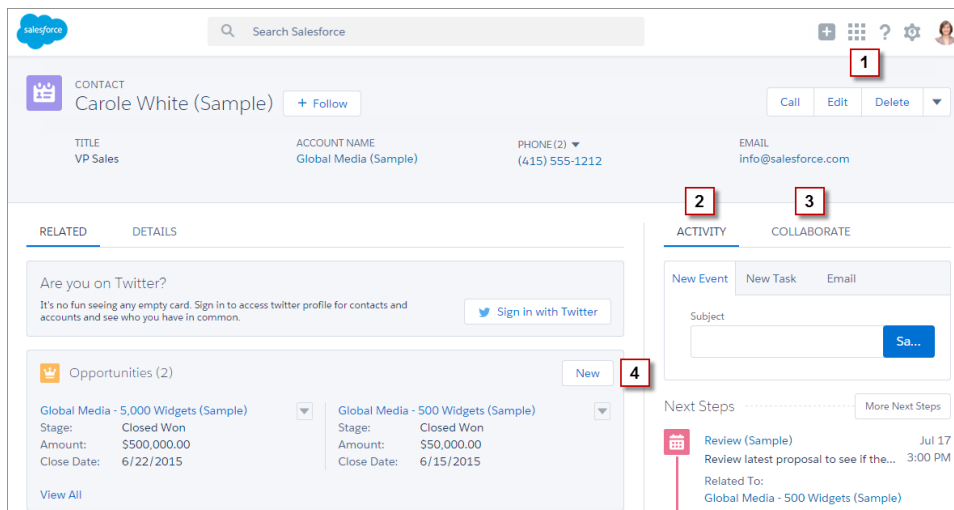 salesforce
Search Salesforce
?
1
CONTACT
Carole White (Sample)
+ Follow
Call
Edit
Delete
TITLE
VP Sales
ACCOUNT NAME
Global Media (Sample)
PHONE (2)
(415) 555-1212
EMAIL
info@salesforce.com
2
3
RELATED
DETAILS
ACTIVITY
COLLABORATE
Are you on Twitter?
It's no fun seeing any empty card. Sign in to access twitter profile for contacts and
accounts and see who you have in common.
Sign in with Twitter
New Event
New Task
Email
Subject
Sa...
Opportunities (2)
New
4
Global Media - 5,000 Widgets (Sample)
Stage: Closed Won
Amount: $500,000.00
Close Date: 6/22/2015
Global Media - 500 Widgets (Sample)
Stage: Closed Won
Amount: $50,000.00
Close Date: 6/15/2015
View All
Next Steps
More Next Steps
Review (Sample)
Jul 17
Review latest proposal to see if the...
3:00 PM
Related To:
Global Media - 500 Widgets (Sample)